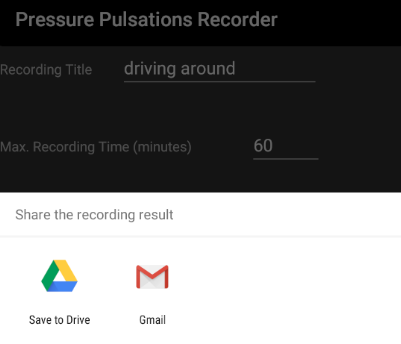 Pressure Pulsations Recorder
Recording Title driving around
Max. Recording Time (minutes) 60
Share the recording result
Save to Drive Gmail